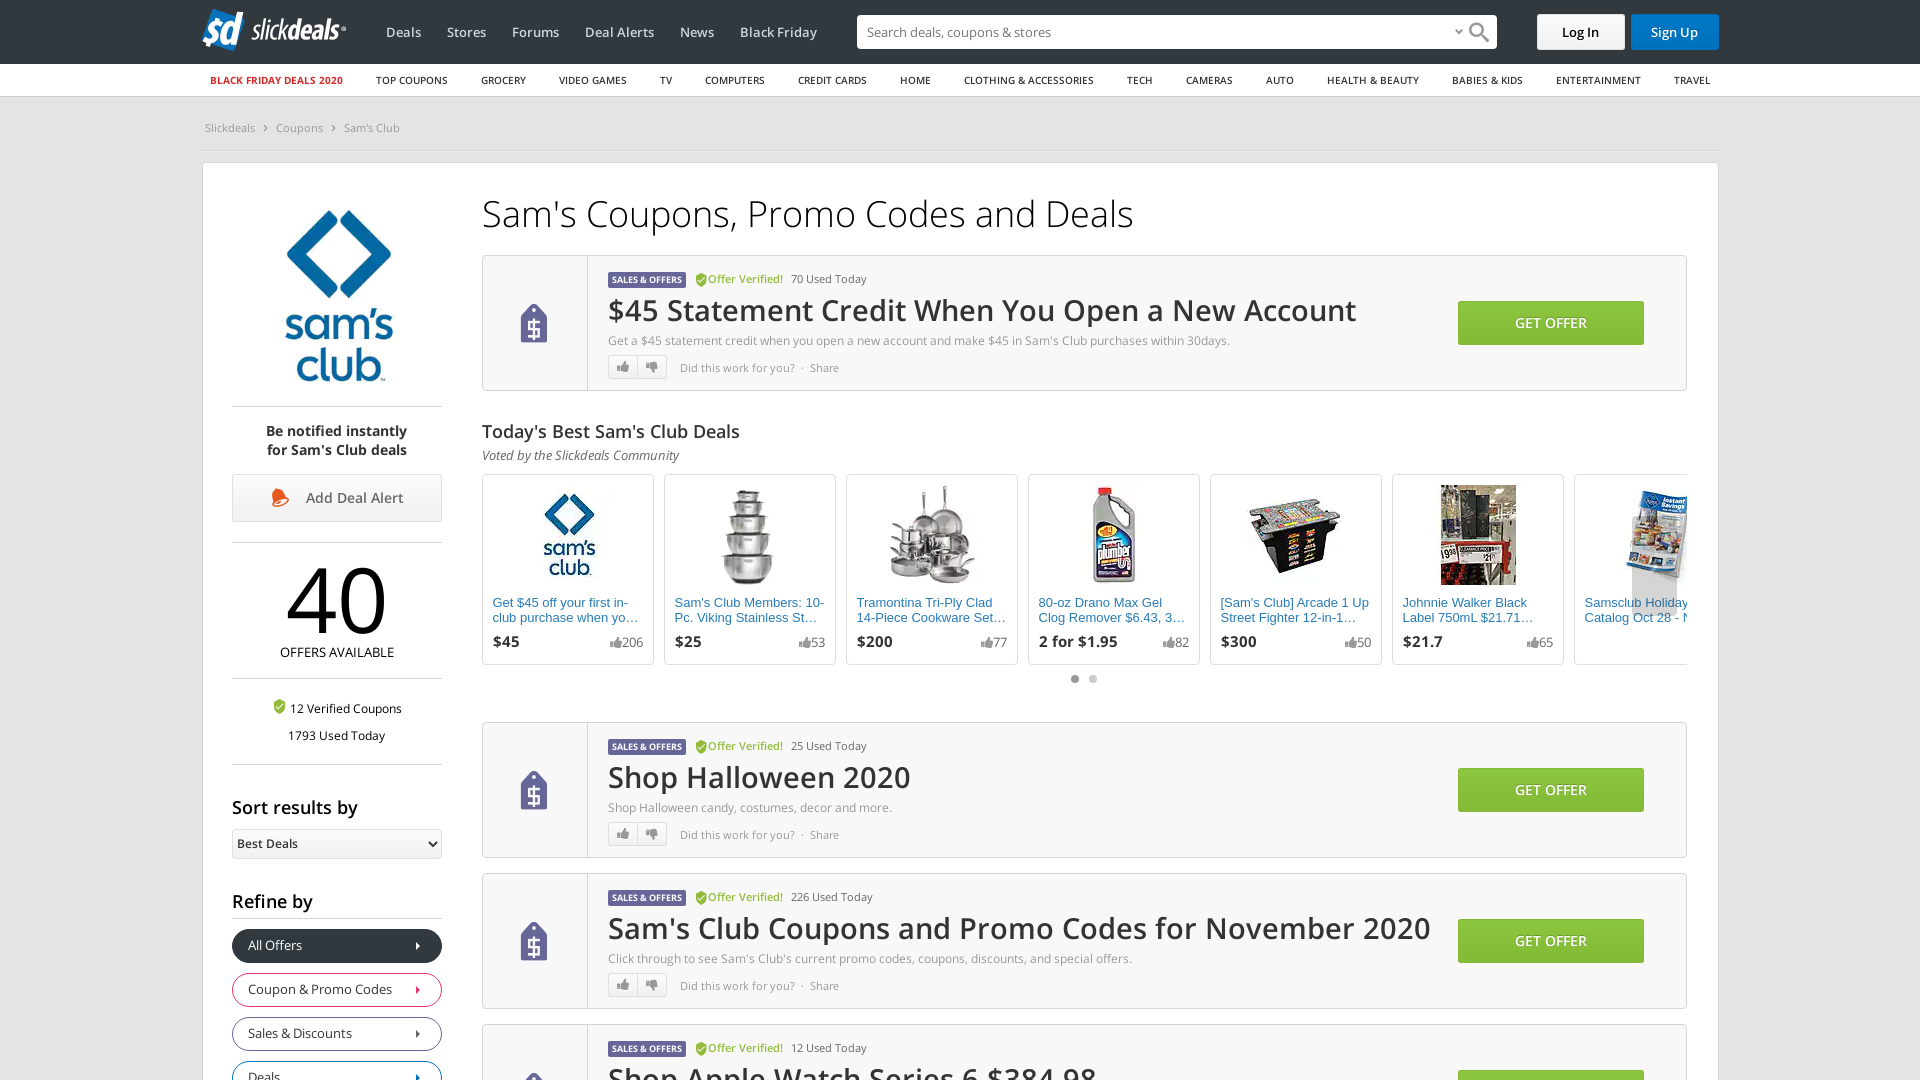 slickdeals
Deals
Stores
Forums
Deal Alerts
News
Black Friday
Search deals, coupons & stores
Log In
Sign Up
BLACK FRIDAY DEALS 2020
TOP COUPONS
GROCERY
VIDEO GAMES
TV
COMPUTERS
CREDIT CARDS
HOME
CLOTHING & ACCESSORIES
TECH
CAMERAS
AUTO
HEALTH & BEAUTY
BABIES & KIDS
ENTERTAINMENT
TRAVEL
Slickdeals
Coupons
Sam's Club
sam's
club
Be notified instantly
for Sam's Club deals
Add Deal Alert
40
OFFERS AVAILABLE
12 Verified Coupons
1793 Used Today
Sort results by
Best Deals
Refine by
All Offers
Coupon & Promo Codes
Sales & Discounts
Deals
Sam's Coupons, Promo Codes and Deals
SALES & OFFERS Offer Verified! 70 Used Today
$45 Statement Credit When You Open a New Account
Get a $45 statement credit when you open a new account and make $45 in Sam's Club purchases within 30days.
Did this work for you? · Share
GET OFFER
Today's Best Sam's Club Deals
Voted by the Slickdeals Community
sam's
club
Get $45 off your first in-
club purchase when yo…
$45
206
Sam's Club Members: 10-
Pc. Viking Stainless St…
$25
53
Tramontina Tri-Ply Clad
14-Piece Cookware Set…
$200
77
plumber
80-oz Drano Max Gel
Clog Remover $6.43, 3…
2 for $1.95
82
[Sam's Club] Arcade 1 Up
Street Fighter 12-in-1…
$300
50
Johnnie Walker Black
Label 750mL $21.71…
$21.7
65
Instant
Savings
Samsclub Holiday
Catalog Oct 28 - N
SALES & OFFERS Offer Verified! 25 Used Today
Shop Halloween 2020
Shop Halloween candy, costumes, decor and more.
Did this work for you? · Share
GET OFFER
SALES & OFFERS Offer Verified! 226 Used Today
Sam's Club Coupons and Promo Codes for November 2020
Click through to see Sam's Club's current promo codes, coupons, discounts, and special offers.
Did this work for you? · Share
GET OFFER
SALES & OFFERS Offer Verified! 12 Used Today
Shop Apple Watch Series 6 $384.98